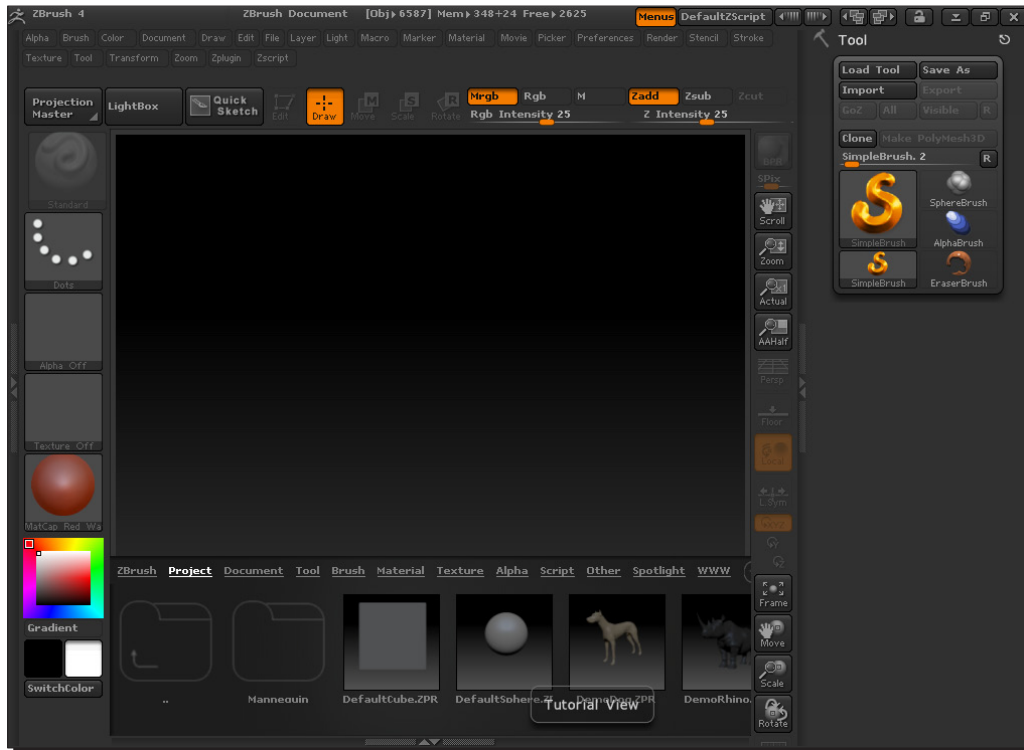 ZBrush 4 ZBrush Document [Obj▸6587] Mem▸348+24 Free▸2625 Menus DefaultZScript
Alpha Brush Color Document Draw Edit File Layer Light Macro Marker Material Movie Picker Preferences Render Stencil Stroke
Texture Tool Transform Zoom Zplugin Zscript
Projection Master
LightBox
Quick Sketch
Edit
Draw
Move
Scale
Rotate
Mrgb Rgb M
Rgb Intensity 25
Zadd Zsub Zcut
Z Intensity 25
Standard
Dots
Alpha Off
Texture Off
MatCap Red Wa
Gradient
SwitchColor
ZBrush Project Document Tool Brush Material Texture Alpha Script Other Spotlight WWW
..
Mannequin
DefaultCube.ZPR
DefaultSphere.Z
DemoDog.ZPR
DemoRhino.
Tutorial View
BPR
SPix
Scroll
Zoom
Actual
AAHalf
Persp
Floor
Local
L.Sym
Frame
Move
Scale
Rotate
Tool
Load Tool Save As
Import Export
GoZ All Visible R
Clone Make PolyMesh3D
SimpleBrush. 2 R
SimpleBrush
SphereBrush
AlphaBrush
SimpleBrush
EraserBrush